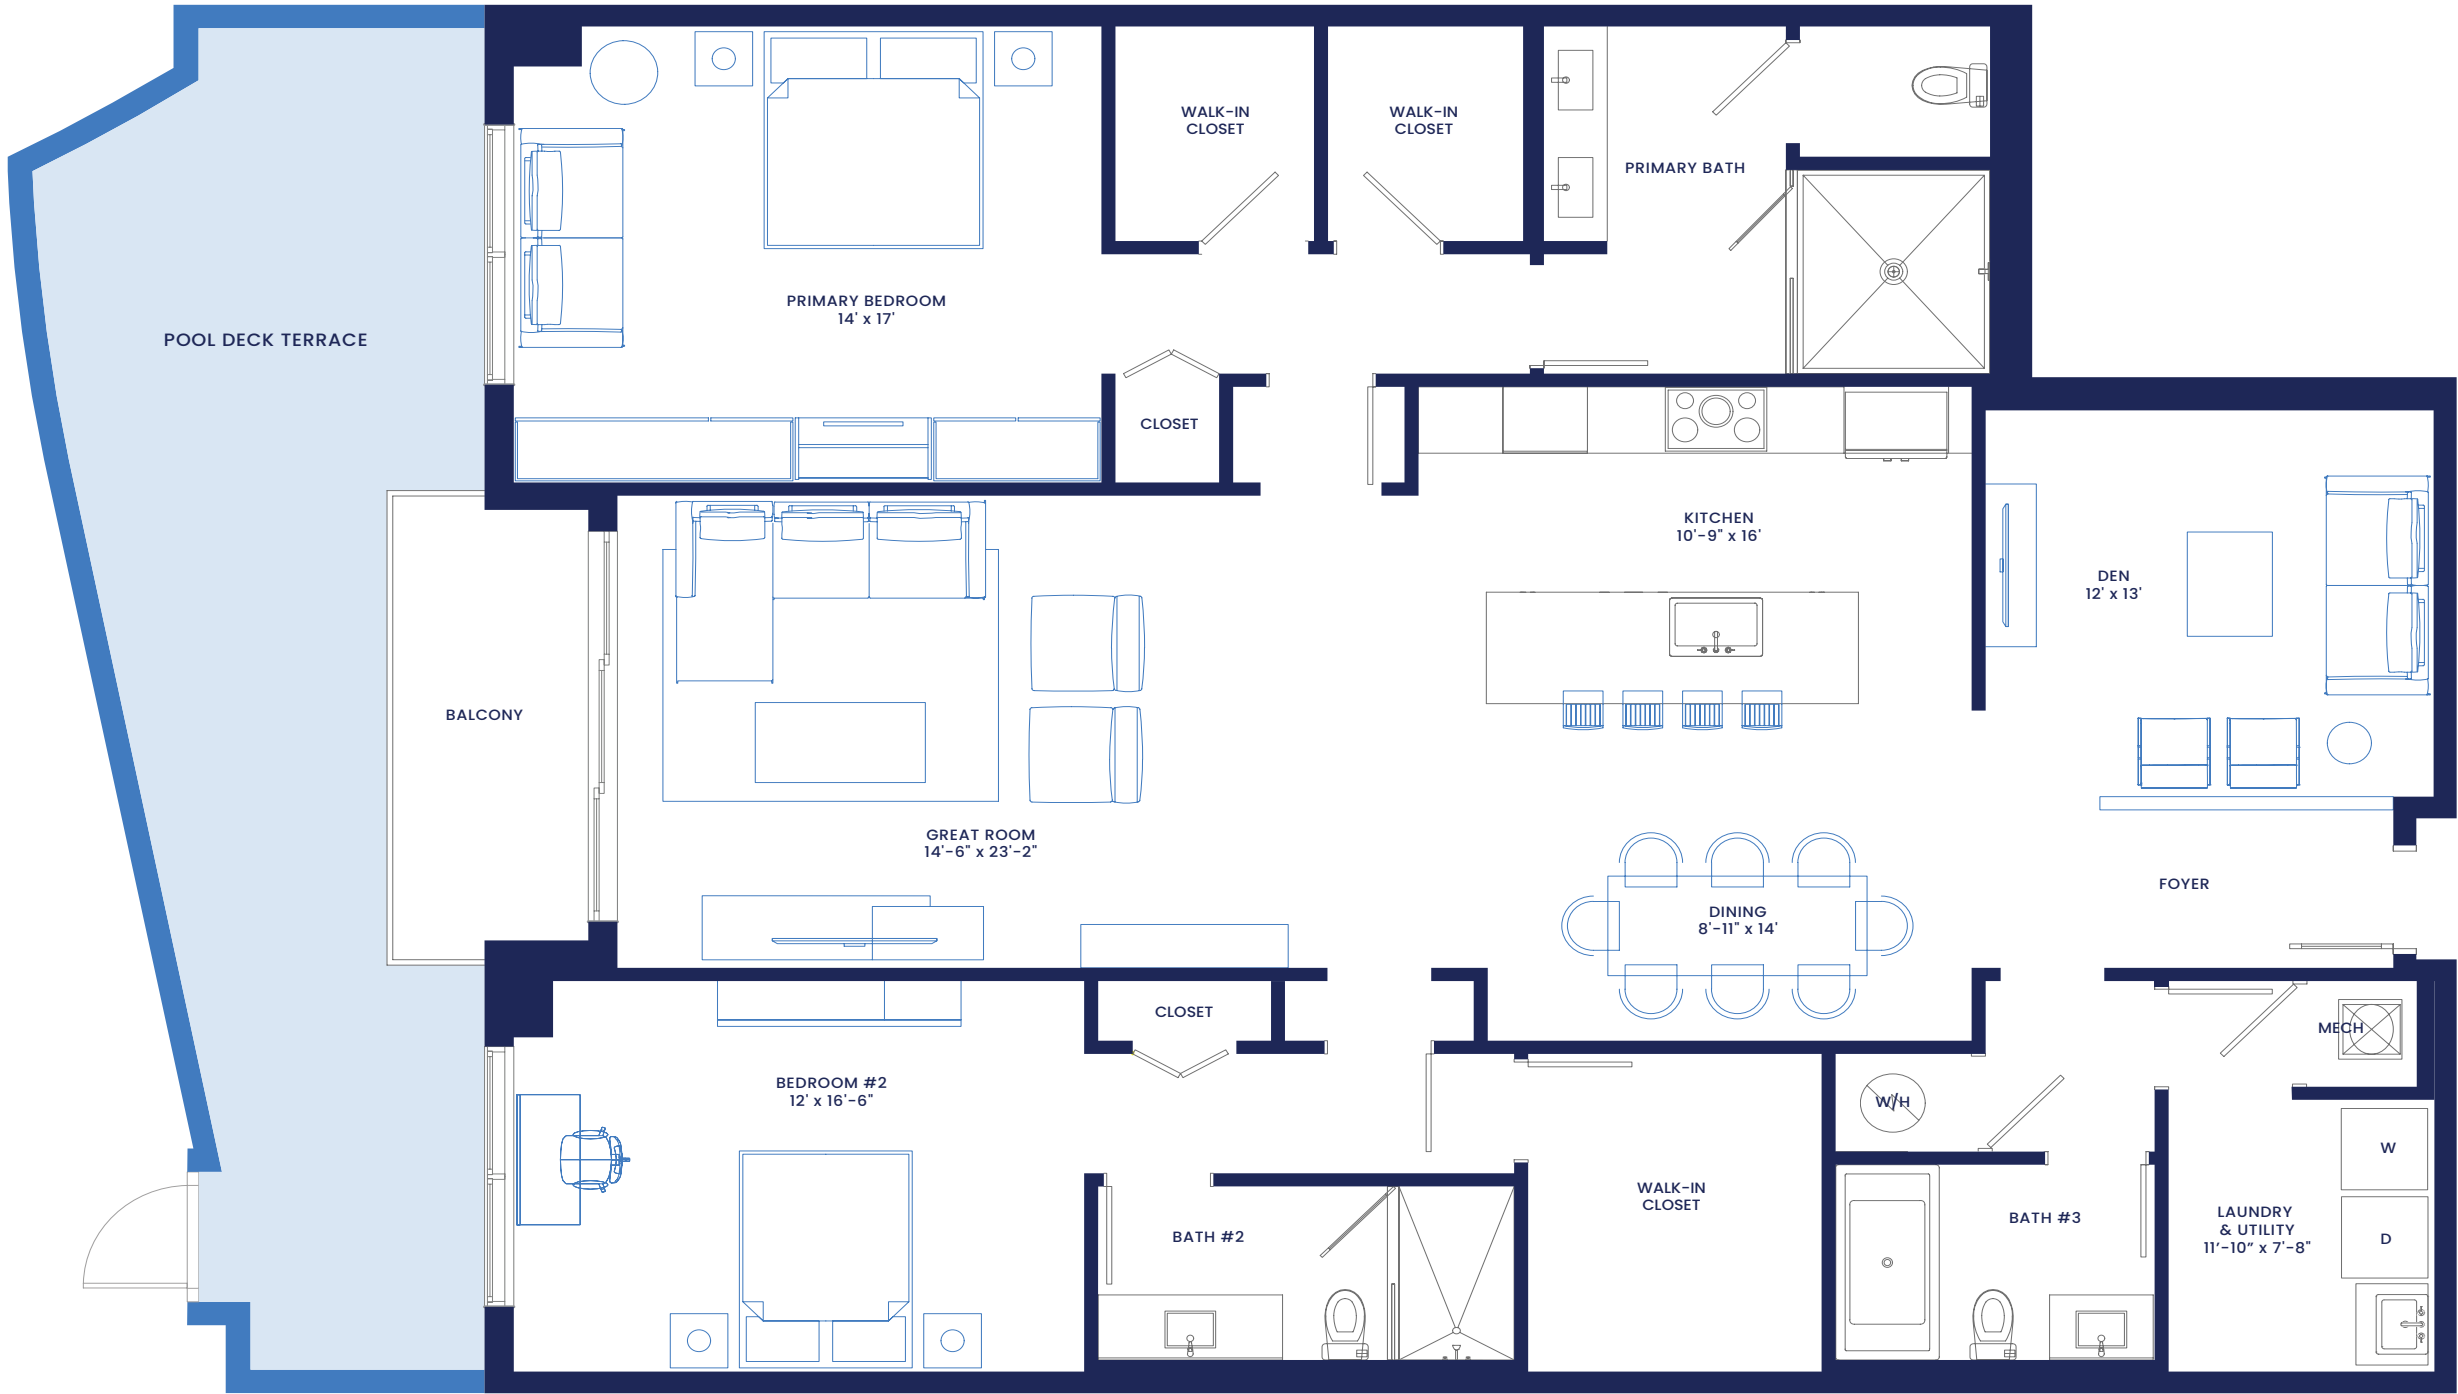 WALK-IN
CLOSET
WALK-IN
CLOSET
PRIMARY BATH
PRIMARY BEDROOM
14' x 17'
POOL DECK TERRACE
CLOSET
KITCHEN
10'-9" x 16'
DEN
12' x 13'
BALCONY
GREAT ROOM
14'-6" x 23'-2"
FOYER
DINING
8'-11" x 14'
CLOSET
MECH
BEDROOM #2
12' x 16'-6"
W/H
W
WALK-IN
CLOSET
BATH #2
BATH #3
LAUNDRY
& UTILITY
11’-10” x 7'-8"
D